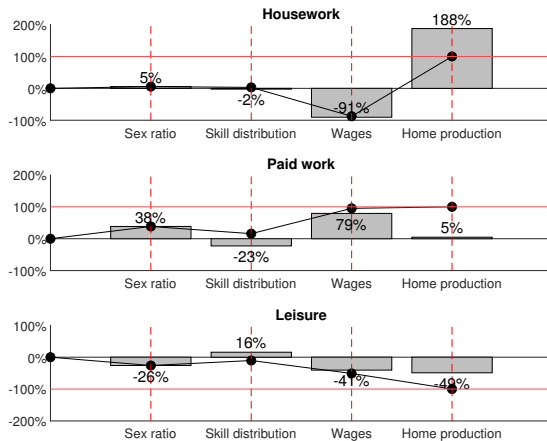 Housework
200%
100%
0%
-100%
5%
-2%
-91%
188%
Sex ratio
Skill distribution
Wages
Home production
Paid work
200%
100%
0%
-100%
38%
-23%
79%
5%
Sex ratio
Skill distribution
Wages
Home production
Leisure
100%
0%
-100%
-200%
-26%
16%
-41%
-49%
Sex ratio
Skill distribution
Wages
Home production